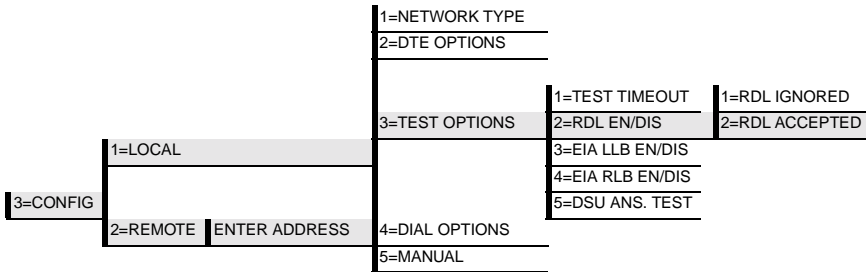 1=NETWORK TYPE
2=DTE OPTIONS
1=TEST TIMEOUT 1=RDL IGNORED
3=TEST OPTIONS 2=RDL EN/DIS 2=RDL ACCEPTED
1=LOCAL 3=EIA LLB EN/DIS
4=EIA RLB EN/DIS
3=CONFIG 5=DSU ANS. TEST
2=REMOTE ENTER ADDRESS 4=DIAL OPTIONS
5=MANUAL